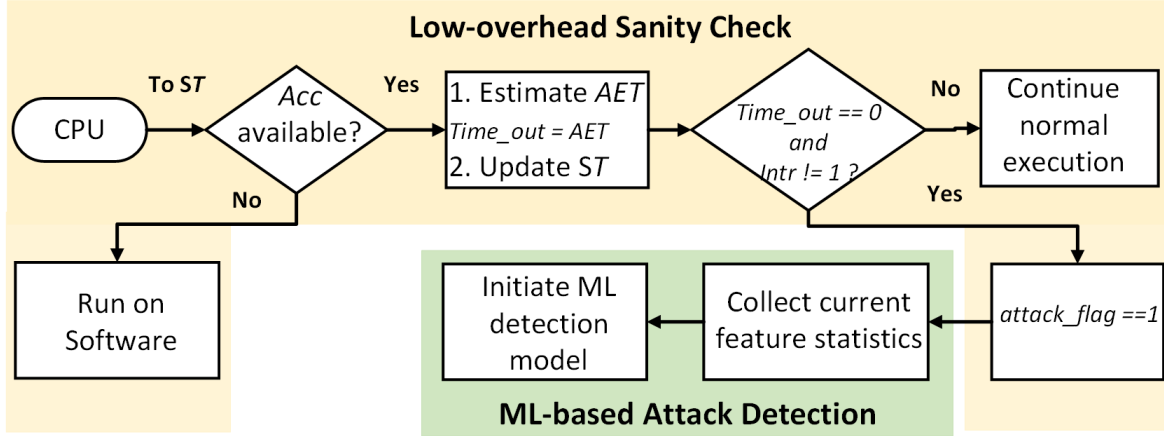 Low-overhead Sanity Check
To ST
CPU
Acc
available?
Yes
No
1. Estimate AET
Time_out = AET
2. Update ST
Time_out == 0
and
Intr != 1 ?
No
Yes
Continue
normal
execution
Run on
Software
Initiate ML
detection
model
Collect current
feature statistics
attack_flag ==1
ML-based Attack Detection